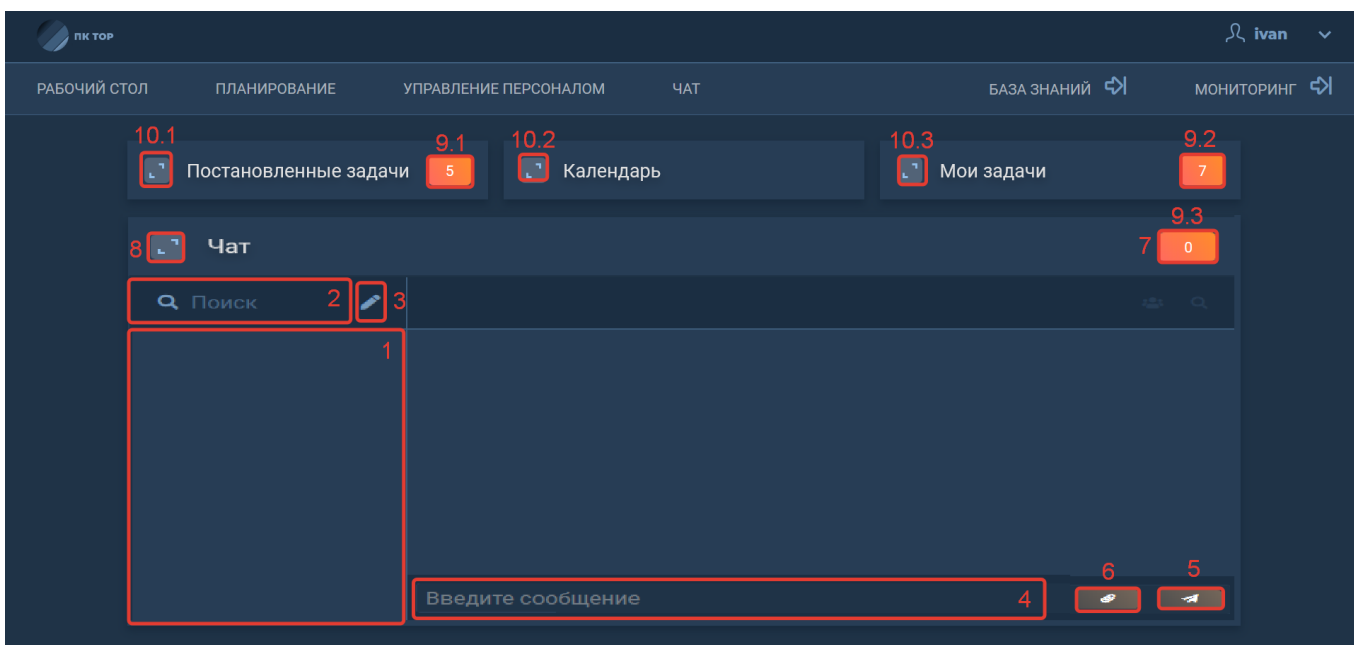 ПК ТОР
ivan
РАБОЧИЙ СТОЛ ПЛАНИРОВАНИЕ УПРАВЛЕНИЕ ПЕРСОНАЛОМ ЧАТ БАЗА ЗНАНИЙ МОНИТОРИНГ
10.1 9.1 10.2 10.3 9.2
Постановленные задачи 5 Календарь Мои задачи 7
9.3
8 Чат 7 0
Поиск 2 3
1
6 5
Введите сообщение 4